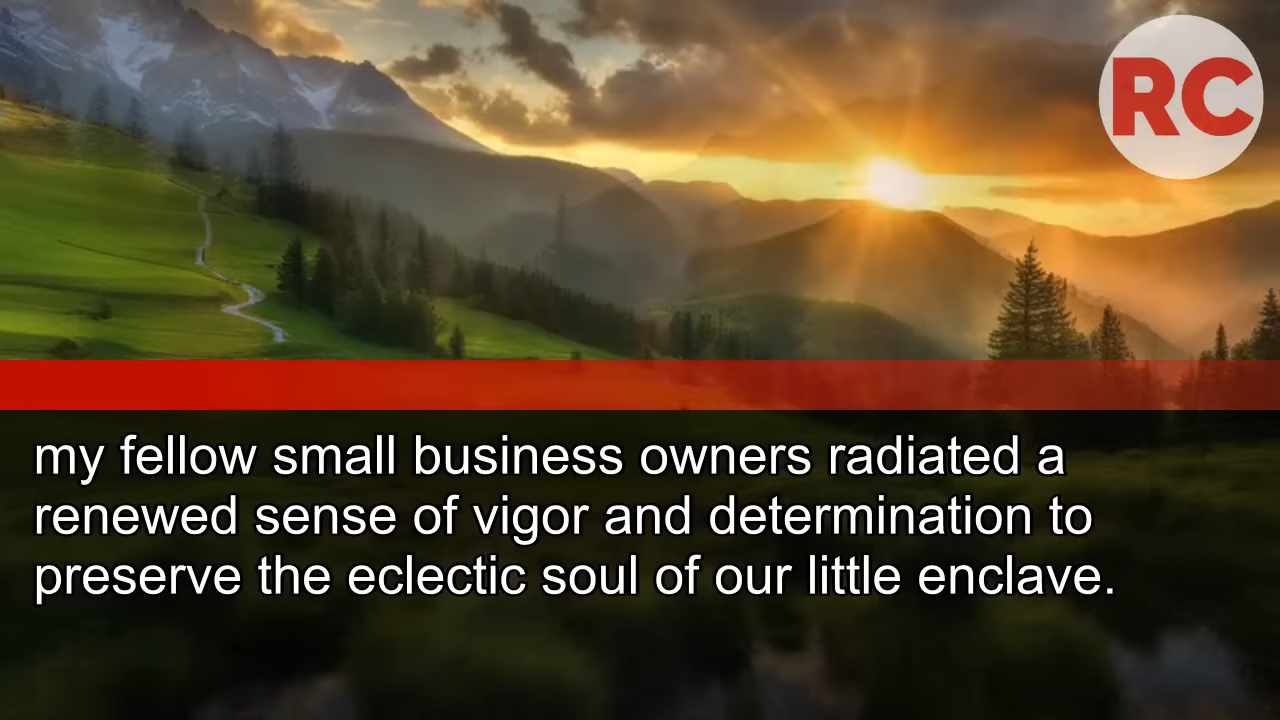 RC
my fellow small business owners radiated a
renewed sense of vigor and determination to
preserve the eclectic soul of our little enclave.